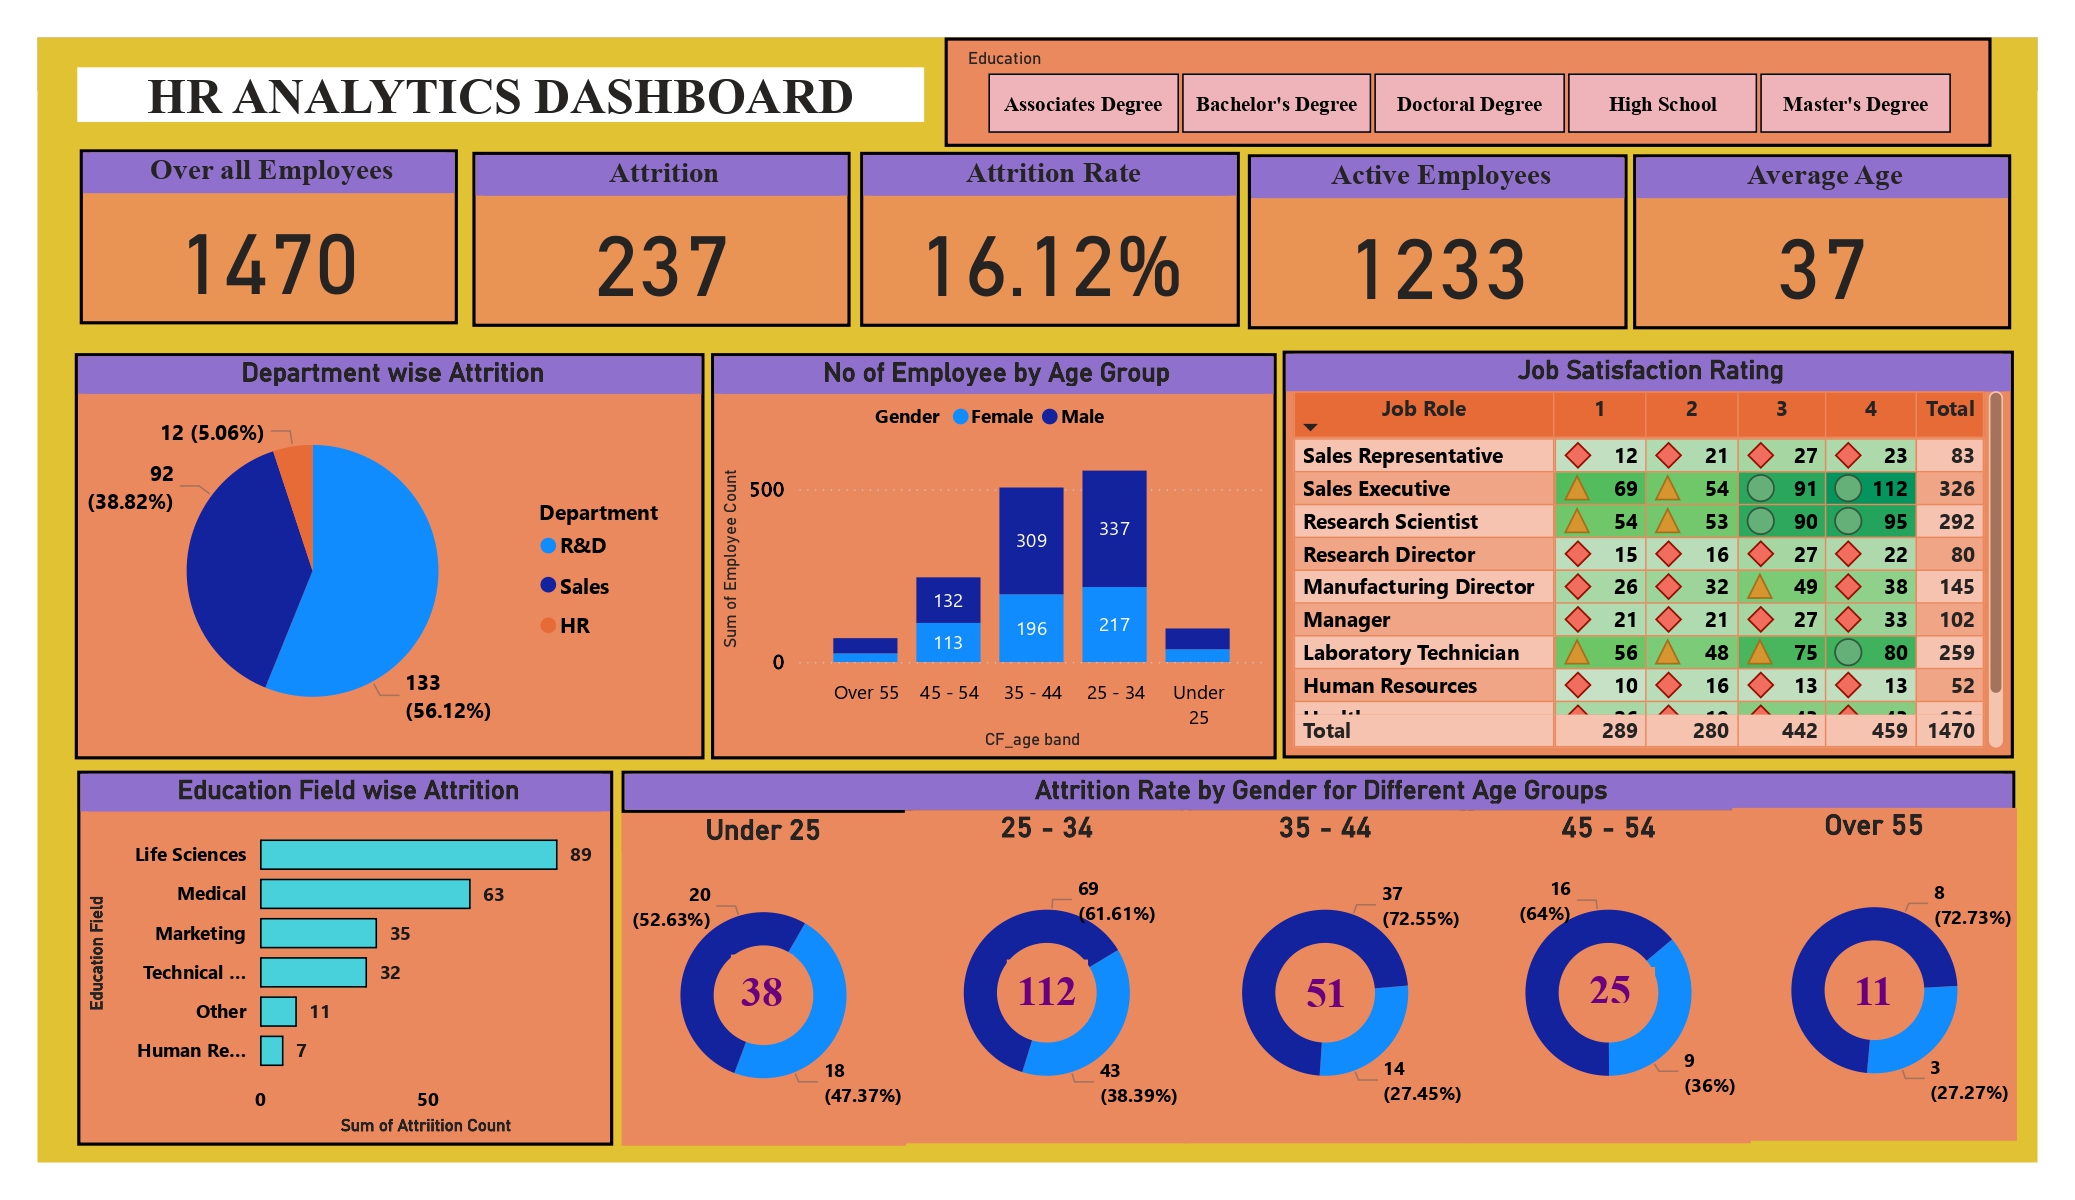 HR ANALYTICS DASHBOARD
Education
Associates Degree
Bachelor's Degree
Doctoral Degree
High School
Master's Degree
Over all Employees
1470
Attrition
237
Attrition Rate
16.12%
Active Employees
1233
Average Age
37
Department wise Attrition
12 (5.06%)
92
(38.82%)
133
(56.12%)
Department
R&D
Sales
HR
No of Employee by Age Group
Gender Female Male
Sum of Employee Count
500
0
132
113
309
196
337
217
Over 55
45 - 54
35 - 44
25 - 34
Under
25
CF_age band
Job Satisfaction Rating
Job Role 1 2 3 4 Total
Sales Representative 12 21 27 23 83
Sales Executive 69 54 91 112 326
Research Scientist 54 53 90 95 292
Research Director 15 16 27 22 80
Manufacturing Director 26 32 49 38 145
Manager 21 21 27 33 102
Laboratory Technician 56 48 75 80 259
Human Resources 10 16 13 13 52
Total 289 280 442 459 1470
Education Field wise Attrition
Education Field
Life Sciences 89
Medical 63
Marketing 35
Technical ... 32
Other 11
Human Re... 7
0 50
Sum of Attriition Count
Attrition Rate by Gender for Different Age Groups
Under 25
20
(52.63%)
38
18
(47.37%)
25 - 34
69
(61.61%)
112
43
(38.39%)
35 - 44
37
(72.55%)
51
14
(27.45%)
45 - 54
16
(64%)
25
9
(36%)
Over 55
8
(72.73%)
11
3
(27.27%)